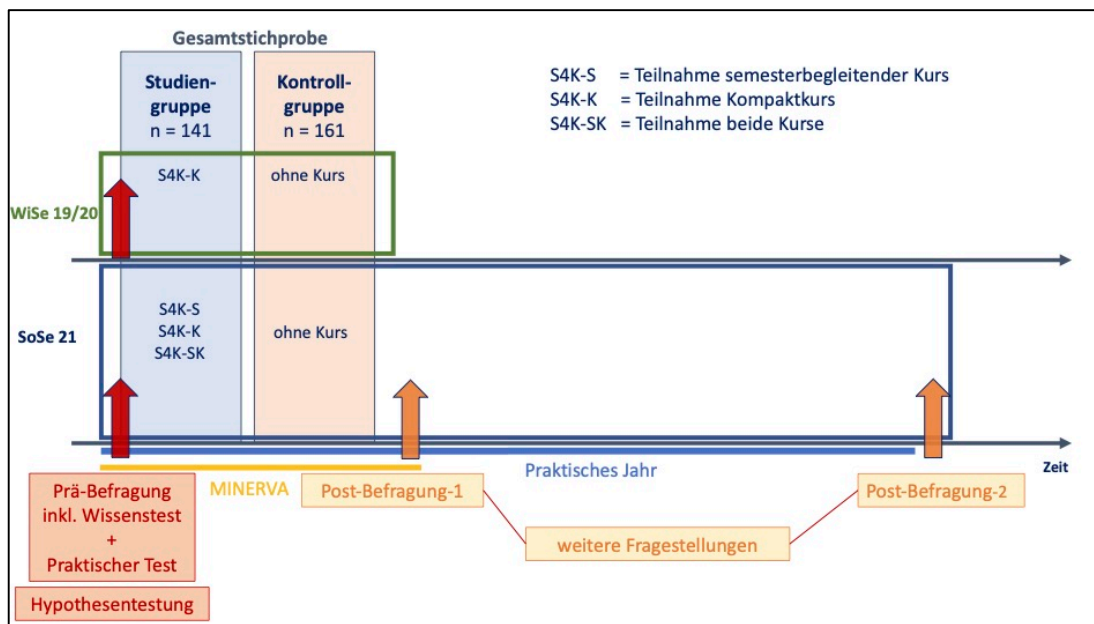 Gesamtstichprobe
Studien-
gruppe
n = 141
Kontroll-
gruppe
n = 161
S4K-S = Teilnahme semesterbegleitender Kurs
S4K-K = Teilnahme Kompaktkurs
S4K-SK = Teilnahme beide Kurse
WiSe 19/20
S4K-K
ohne Kurs
SoSe 21
S4K-S
S4K-K
S4K-SK
ohne Kurs
Zeit
Praktisches Jahr
MINERVA
Prä-Befragung
inkl. Wissenstest
+
Praktischer Test
Post-Befragung-1
Post-Befragung-2
weitere Fragestellungen
Hypothesentestung